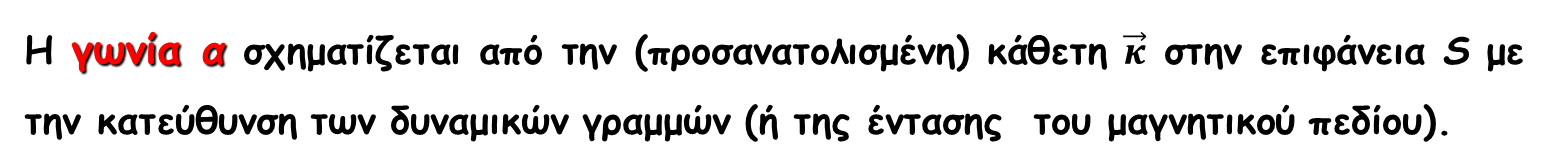 Η γωνία α σχηματίζεται από την (προσανατολισμένη) κάθετη $\vec{κ}$ στην επιφάνεια S με
την κατεύθυνση των δυναμικών γραμμών (ή της έντασης του μαγνητικού πεδίου).